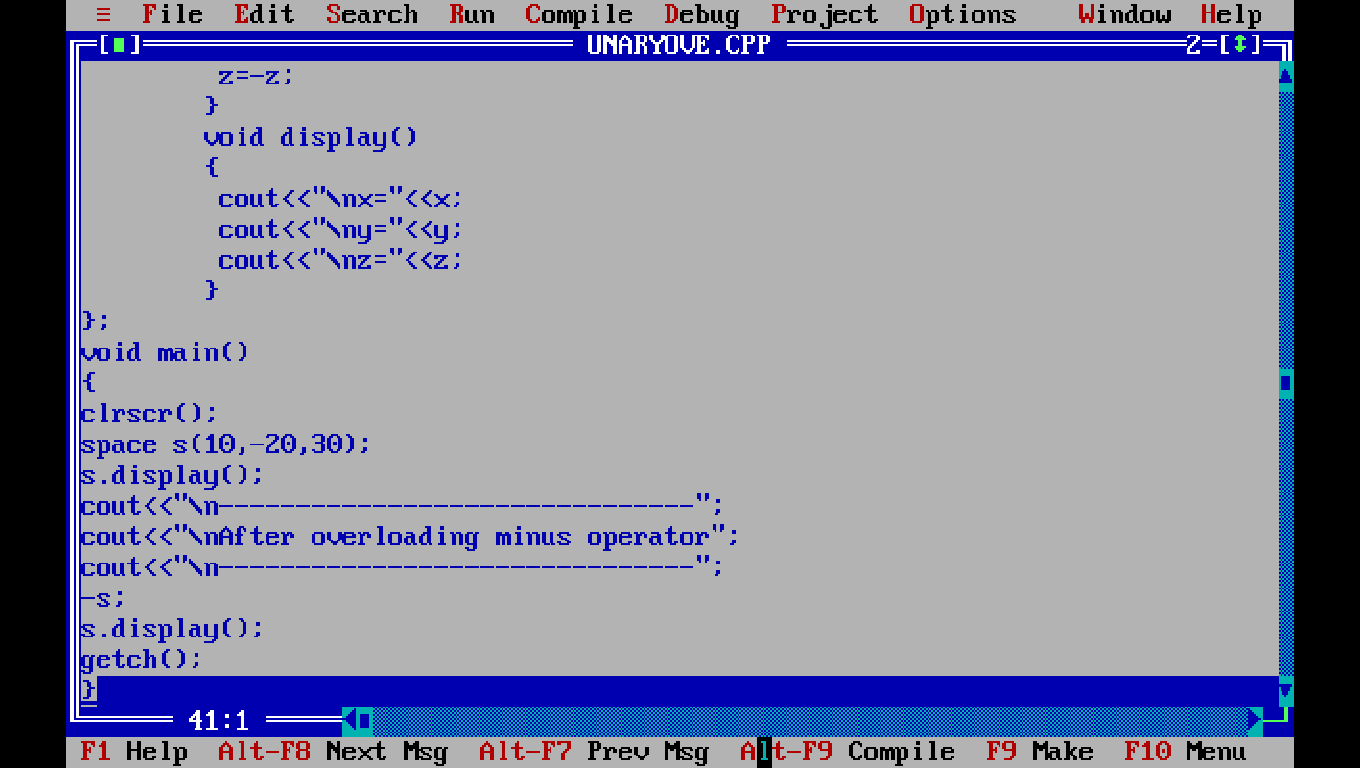 ≡ File Edit Search Run Compile Debug Project Options Window Help
[■] UNARYOVE.CPP 2=[↕]
z=-z;
}
void display()
{
cout<<"\nx="<<x;
cout<<"\ny="<<y;
cout<<"\nz="<<z;
}
};
void main()
{
clrscr();
space s(10,-20,30);
s.display();
cout<<"\n-------------------------------";
cout<<"\nAfter overloading minus operator";
cout<<"\n-------------------------------";
-s;
s.display();
getch();
}
41:1
F1 Help Alt-F8 Next Msg Alt-F7 Prev Msg Alt-F9 Compile F9 Make F10 Menu